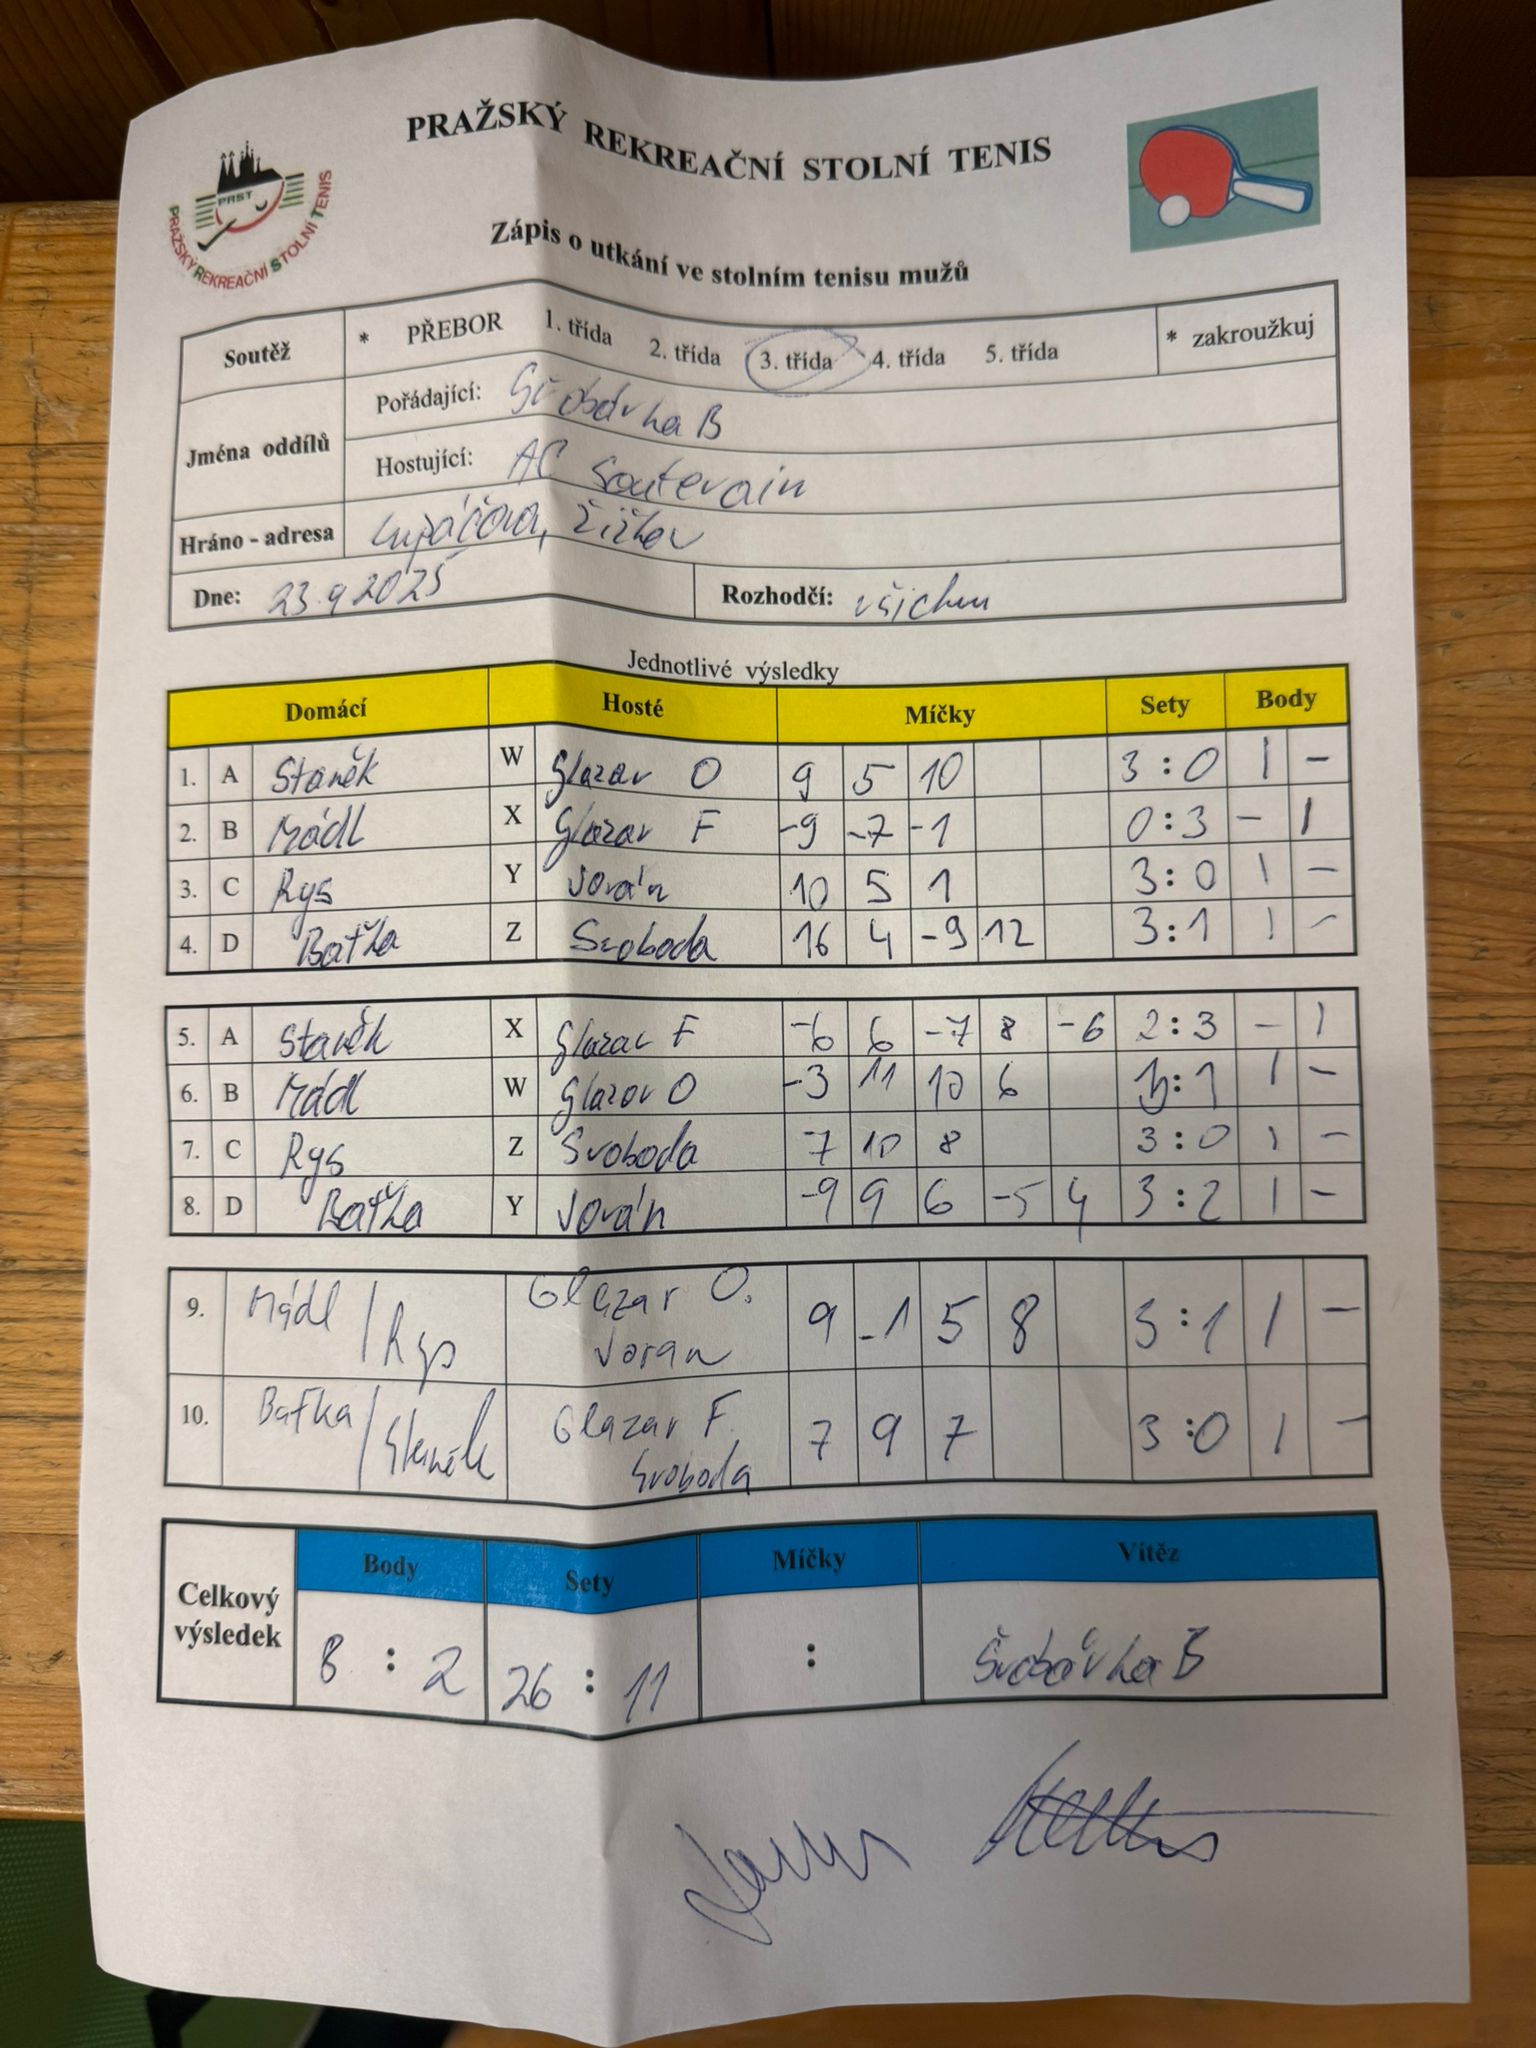 PRAŽSKÝ REKREAČNÍ STOLNÍ TENIS
PRST
PRAŽSKÝ REKREAČNÍ STOLNÍ TENIS
Zápis o utkání ve stolním tenisu mužů
Soutěž * PŘEBOR 1. třída 2. třída 3. třída 4. třída 5. třída * zakroužkuj
Jména oddílů
Pořádající: Švobárka B
Hostující: AC Souterain
Hráno - adresa Lupáčova, Žižkov
Dne: 23.9.2025 Rozhodčí: všichni
Jednotlivé výsledky
Domácí Hosté Míčky Sety Body
1. A Staněk W Glazar O 9 5 10 3:0 1 -
2. B Mádl X Glazar F -9 -7 -1 0:3 - 1
3. C Rys Y Jorán 10 5 1 3:0 1 -
4. D Baťka Z Svoboda 16 4 -9 12 3:1 1 -
5. A Staněk X Glazar F -6 6 -7 8 -6 2:3 - 1
6. B Mádl W Glazar O -3 11 10 6 3:1 1 -
7. C Rys Z Svoboda 7 10 8 3:0 1 -
8. D Baťka Y Jorán -9 9 6 -5 4 3:2 1 -
9. Mádl / Rys Glazar O. Joran 9 -1 5 8 3:1 1 -
10. Baťka / Staněk Glazar F. Svoboda 7 9 7 3:0 1 -
Celkový výsledek
Body Sety Míčky Vítěz
8 : 2 26 : 11 : Švobárka B